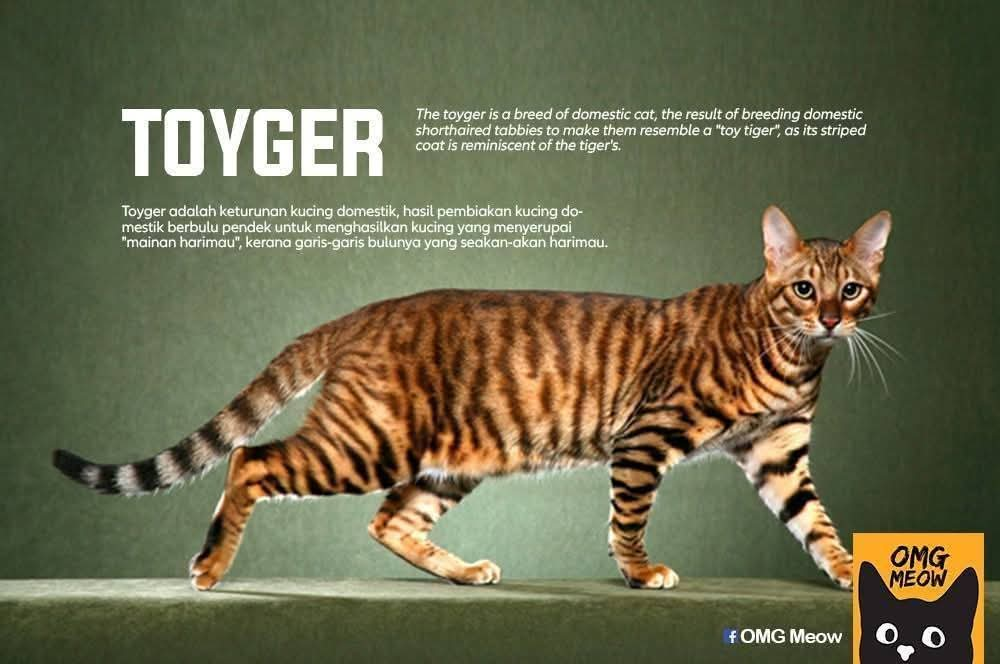 TOYGER
The toyger is a breed of domestic cat, the result of breeding domestic
shorthaired tabbies to make them resemble a "toy tiger", as its striped
coat is reminiscent of the tiger's.
Toyger adalah keturunan kucing domestik, hasil pembiakan kucing do-
mestik berbulu pendek untuk menghasilkan kucing yang menyerupai
"mainan harimau", kerana garis-garis bulunya yang seakan-akan harimau.
OMG
MEOW
f OMG Meow